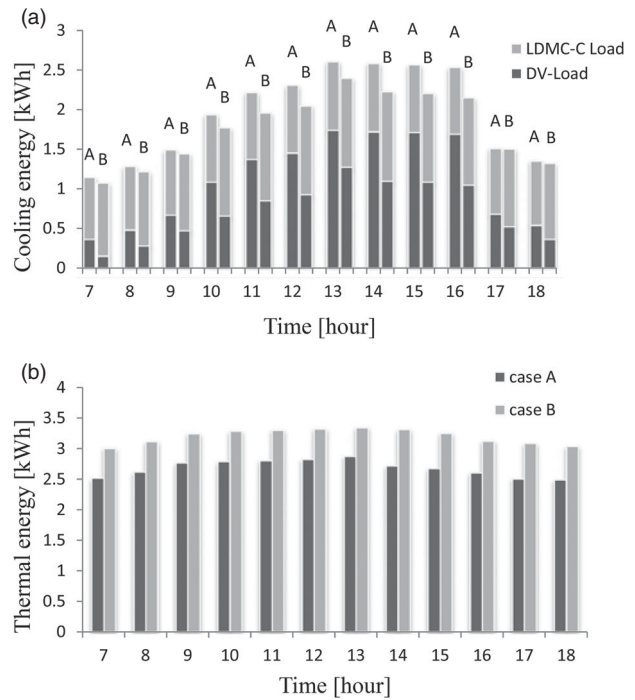 (a)
3
2.5
2
1.5
1
0.5
0
Cooling energy [kWh]
A B A B A B A B A B A B A B A B A B A B A B A B
LDMC-C Load
DV-Load
7 8 9 10 11 12 13 14 15 16 17 18
Time [hour]
(b)
4
3.5
3
2.5
2
1.5
1
0.5
0
Thermal energy [kWh]
case A
case B
7 8 9 10 11 12 13 14 15 16 17 18
Time [hour]